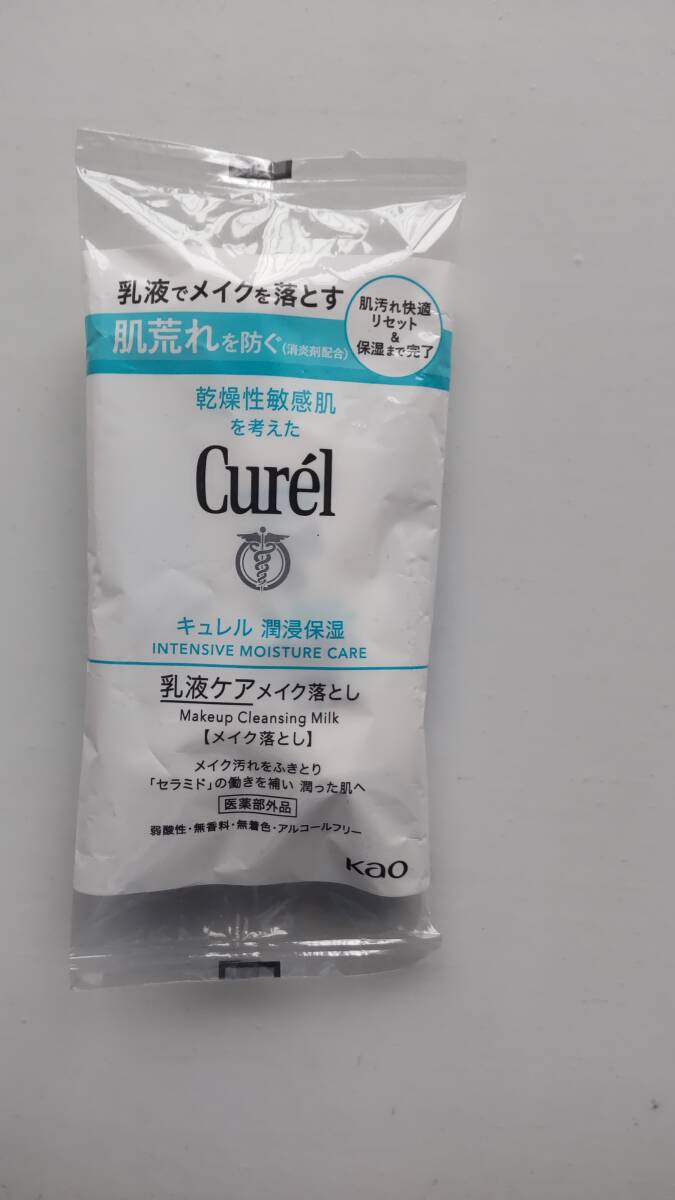 乳液でメイクを落とす
肌荒れを防ぐ(消炎剤配合)
肌汚れ快適
リセット
&
保湿まで完了
乾燥性敏感肌
を考えた
Curél
キュレル 潤浸保湿
INTENSIVE MOISTURE CARE
乳液ケアメイク落とし
Makeup Cleansing Milk
【メイク落とし】
メイク汚れをふきとり
「セラミド」の働きを補い 潤った肌へ
医薬部外品
弱酸性・無香料・無着色・アルコールフリー
Kao